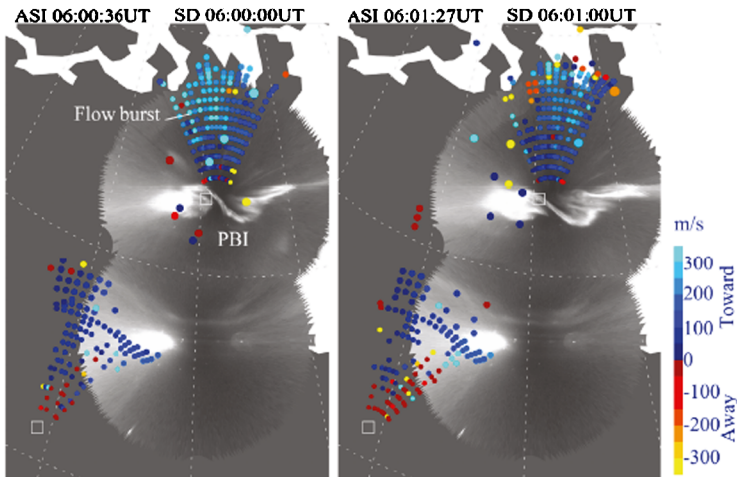 ASI 06:00:36UT SD 06:00:00UT ASI 06:01:27UT SD 06:01:00UT
Flow burst
PBI
m/s
300
200
100
0
-100
-200
-300
Toward
Away